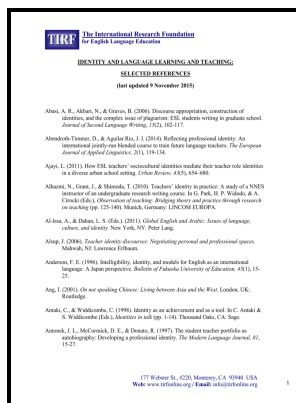 TIRF
The International Research Foundation
for English Language Education
IDENTITY AND LANGUAGE LEARNING AND TEACHING:
SELECTED REFERENCES
(last updated 9 November 2015)
Abasi, A. R., Akbari, N., & Graves, B. (2006). Discourse appropriation, construction of
identities, and the complex issue of plagiarism: ESL students writing in graduate school.
Journal of Second Language Writing, 15(2), 102-117.
Abendroth-Timmer, D., & Aguilar Río, J. I. (2014). Reflecting professional identity: An
international jointly-run blended course to train future language teachers. The European
Journal of Applied Linguistics, 2(1), 119-134.
Ajayi, L. (2011). How ESL teachers' sociocultural identities mediate their teacher role identities
in a diverse urban school setting. Urban Review, 43(5), 654-680.
Alhazmi, N., Grant, J., & Shimoda, T. (2010). Teachers' identity in practice: A study of a NNES
instructor of an undergraduate research writing course. In G. Park, H. P. Widodo, & A.
Cirocki (Eds.), Observation of teaching: Bridging theory and practice through research
on teaching (pp. 125-140). Munich, Germany: LINCOM EUROPA.
Al-Issa, A., & Dahan, L. S. (Eds.). (2011). Global English and Arabic: Issues of language,
culture, and identity. New York, NY: Peter Lang.
Alsup, J. (2006). Teacher identity discourses: Negotiating personal and professional spaces.
Mahwah, NJ: Lawrence Erlbaum.
Anderson, F. E. (1996). Intelligibility, identity, and models for English as an international
language: A Japan perspective. Bulletin of Fukuoka University of Education, 45(1), 15-
25.
Ang, I. (2001). On not speaking Chinese: Living between Asia and the West. London, UK:
Routledge.
Antaki, C., & Widdicombe, C. (1998). Identity as an achievement and as a tool. In C. Antaki &
S. Widdicombe (Eds.), Identities in talk (pp. 1-14). Thousand Oaks, CA: Sage.
Antonek, J. L., McCormick, D. E., & Donato, R. (1997). The student teacher portfolio as
autobiography: Developing a professional identity. The Modern Language Journal, 81,
15-27.
177 Webster St., #220, Monterey, CA 93940 USA
Web: www.tirfonline.org / Email: info@tirfonline.org
1